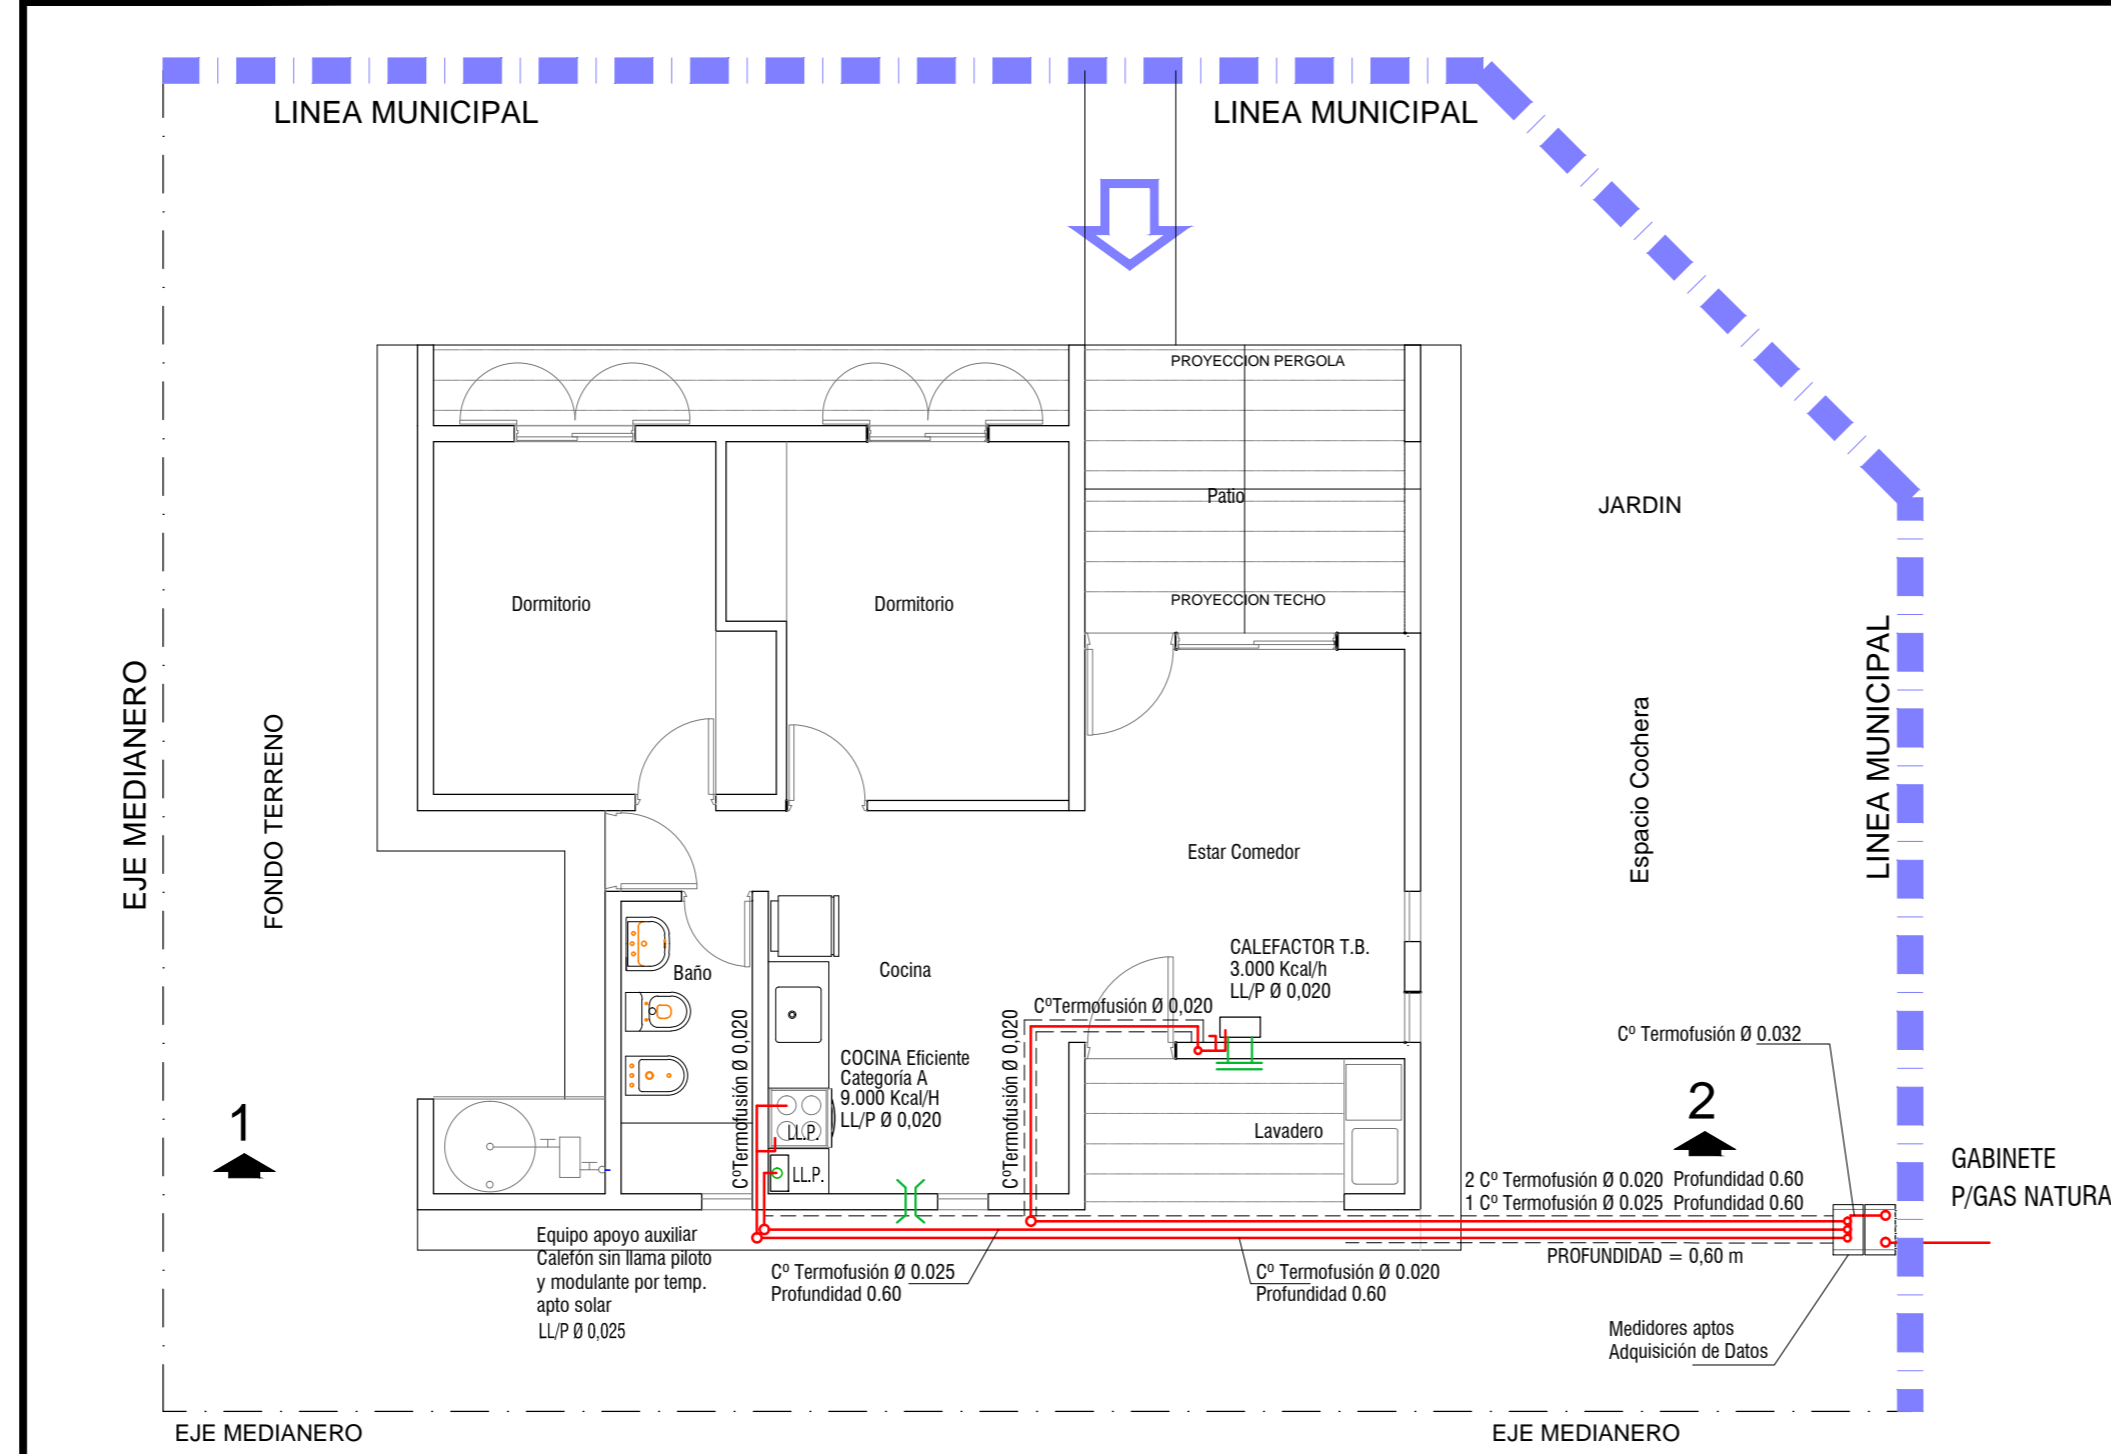 LINEA MUNICIPAL
LINEA MUNICIPAL
PROYECCION PERGOLA
Patio
JARDIN
Dormitorio
Dormitorio
PROYECCION TECHO
EJE MEDIANERO
FONDO TERRENO
Espacio Cochera
LINEA MUNICIPAL
Estar Comedor
Baño
Cocina
CALEFACTOR T.B.
3.000 Kcal/h
LL/P Ø 0,020
CºTermofusión Ø 0,020
CºTermofusión Ø 0,020
CºTermofusión Ø 0,020
Cº Termofusión Ø 0.032
COCINA Eficiente
Categoría A
9.000 Kcal/H
LL/P Ø 0,020
1
2
LL.P.
LL.P.
Lavadero
GABINETE
P/GAS NATURA
2 Cº Termofusión Ø 0.020 Profundidad 0.60
1 Cº Termofusión Ø 0.025 Profundidad 0.60
PROFUNDIDAD = 0,60 m
Equipo apoyo auxiliar
Calefón sin llama piloto
y modulante por temp.
apto solar
LL/P Ø 0,025
Cº Termofusión Ø 0.025
Profundidad 0.60
Cº Termofusión Ø 0.020
Profundidad 0.60
Medidores aptos
Adquisición de Datos
EJE MEDIANERO
EJE MEDIANERO